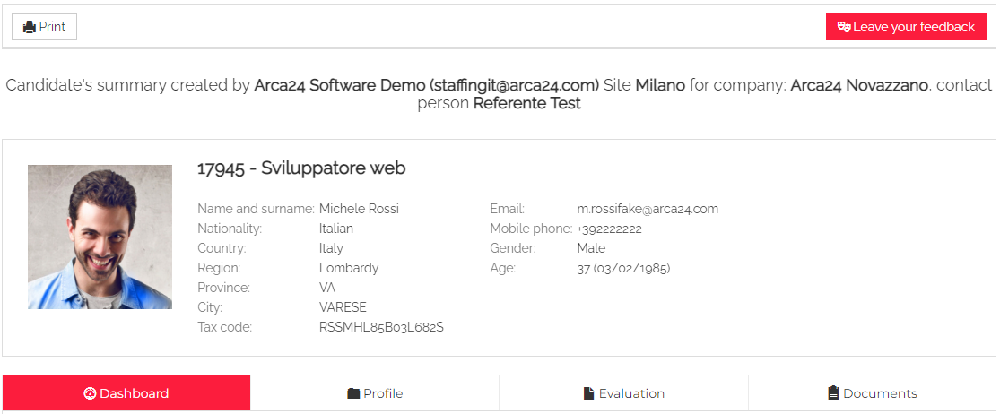 Print
Leave your feedback
Candidate's summary created by Arca24 Software Demo (staffingit@arca24.com) Site Milano for company: Arca24 Novazzano, contact
person Referente Test
17945 - Sviluppatore web
Name and surname: Michele Rossi
Nationality: Italian
Country: Italy
Region: Lombardy
Province: VA
City: VARESE
Tax code: RSSMHL85B03L682S
Email: m.rossifake@arca24.com
Mobile phone: +392222222
Gender: Male
Age: 37 (03/02/1985)
Dashboard
Profile
Evaluation
Documents